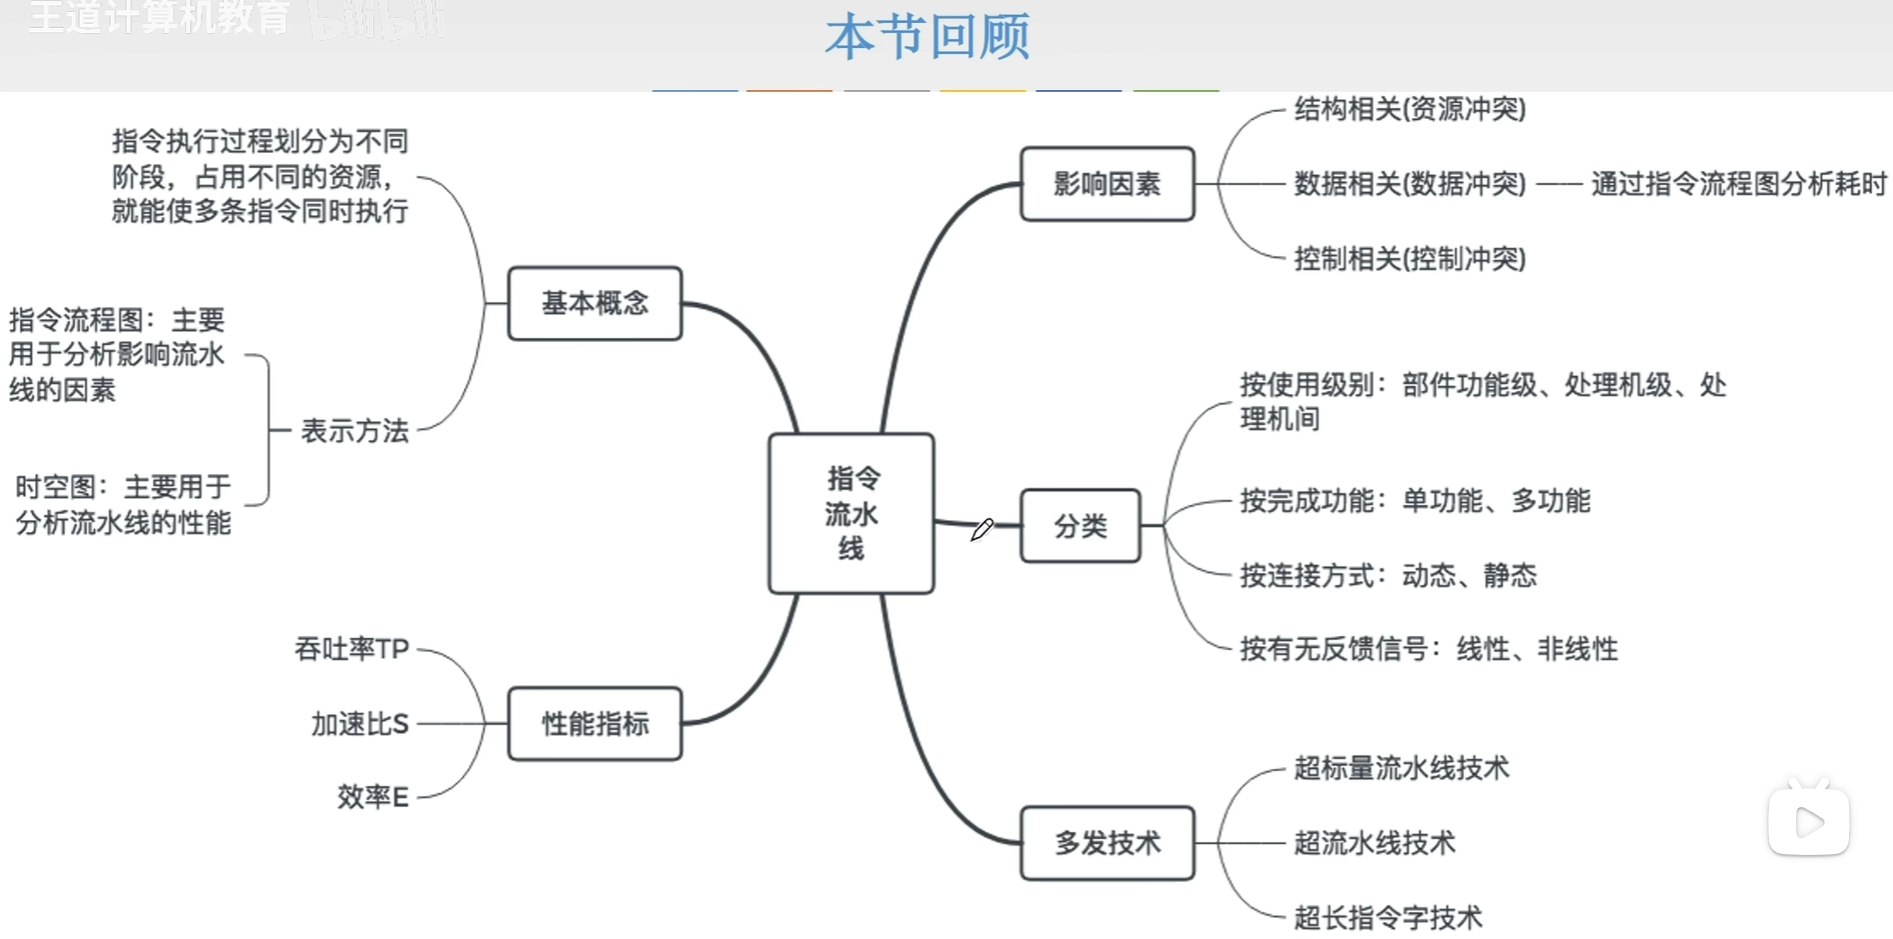 王道计算机教育 bilibili
本节回顾
指令执行过程划分为不同
阶段，占用不同的资源，
就能使多条指令同时执行
基本概念
指令流程图：主要
用于分析影响流水
线的因素
表示方法
时空图：主要用于
分析流水线的性能
吞吐率TP
加速比S
效率E
性能指标
指令
流水
线
影响因素
结构相关(资源冲突)
数据相关(数据冲突)
通过指令流程图分析耗时
控制相关(控制冲突)
分类
按使用级别：部件功能级、处理机级、处
理机间
按完成功能：单功能、多功能
按连接方式：动态、静态
按有无反馈信号：线性、非线性
多发技术
超标量流水线技术
超流水线技术
超长指令字技术